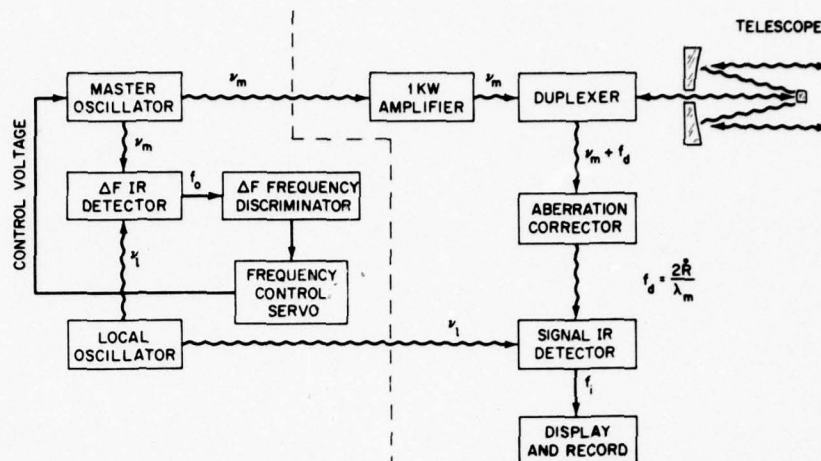 TELESCOPE
MASTER
OSCILLATOR
ν_m
1 KW
AMPLIFIER
ν_m
DUPLEXER
CONTROL VOLTAGE
ν_m
ν_m + f_d
ΔF IR
DETECTOR
f_o
ΔF FREQUENCY
DISCRIMINATOR
ABERRATION
CORRECTOR
ν_l
FREQUENCY
CONTROL
SERVO
f_d = 2Ṙ/λ_m
LOCAL
OSCILLATOR
ν_l
SIGNAL IR
DETECTOR
f_i
DISPLAY
AND RECORD